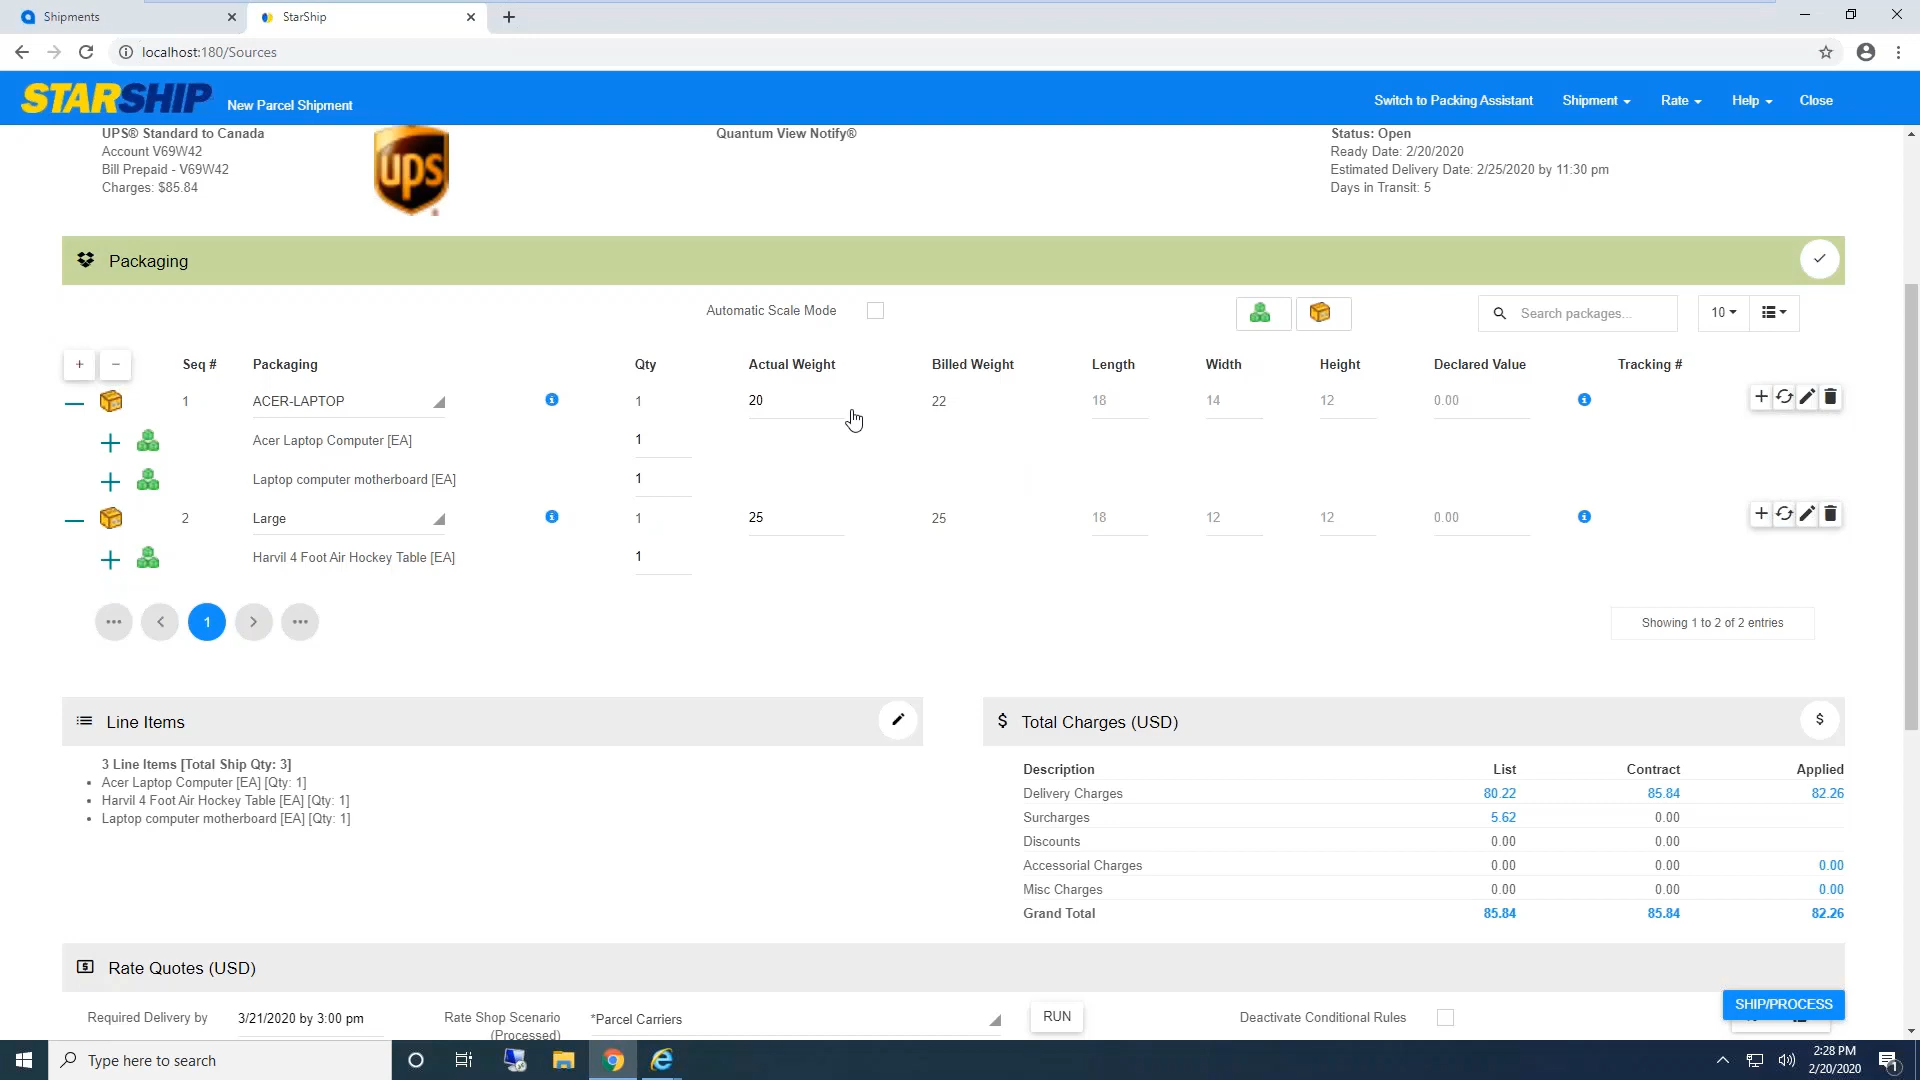 Shipments
StarShip
localhost:180/Sources
STARSHIP New Parcel Shipment
Switch to Packing Assistant Shipment Rate Help Close
UPS® Standard to Canada
Account V69W42
Bill Prepaid - V69W42
Charges: $85.84
ups
Quantum View Notify®
Status: Open
Ready Date: 2/20/2020
Estimated Delivery Date: 2/25/2020 by 11:30 pm
Days in Transit: 5
Packaging
Automatic Scale Mode
Search packages...
10
Seq # Packaging Qty Actual Weight Billed Weight Length Width Height Declared Value Tracking #
1 ACER-LAPTOP 1 20 22 18 14 12 0.00
Acer Laptop Computer [EA] 1
Laptop computer motherboard [EA] 1
2 Large 1 25 25 18 12 12 0.00
Harvil 4 Foot Air Hockey Table [EA] 1
1
Showing 1 to 2 of 2 entries
Line Items
3 Line Items [Total Ship Qty: 3]
Acer Laptop Computer [EA] [Qty: 1]
Harvil 4 Foot Air Hockey Table [EA] [Qty: 1]
Laptop computer motherboard [EA] [Qty: 1]
$ Total Charges (USD) $
Description List Contract Applied
Delivery Charges 80.22 85.84 82.26
Surcharges 5.62 0.00
Discounts 0.00 0.00
Accessorial Charges 0.00 0.00 0.00
Misc Charges 0.00 0.00 0.00
Grand Total 85.84 85.84 82.26
Rate Quotes (USD)
Required Delivery by 3/21/2020 by 3:00 pm
Rate Shop Scenario
(Processed)
*Parcel Carriers
RUN
Deactivate Conditional Rules
SHIP/PROCESS
Type here to search
2:28 PM
2/20/2020
1